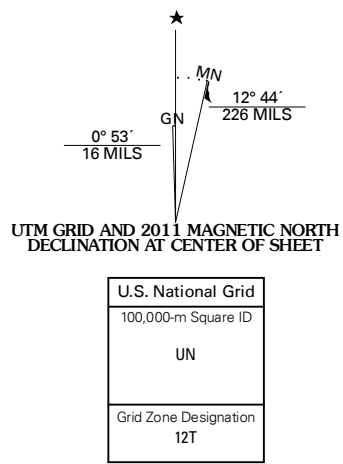 MN
GN
12° 44´
226 MILS
0° 53´
16 MILS
UTM GRID AND 2011 MAGNETIC NORTH
DECLINATION AT CENTER OF SHEET
U.S. National Grid
100,000-m Square ID
UN
Grid Zone Designation
12T